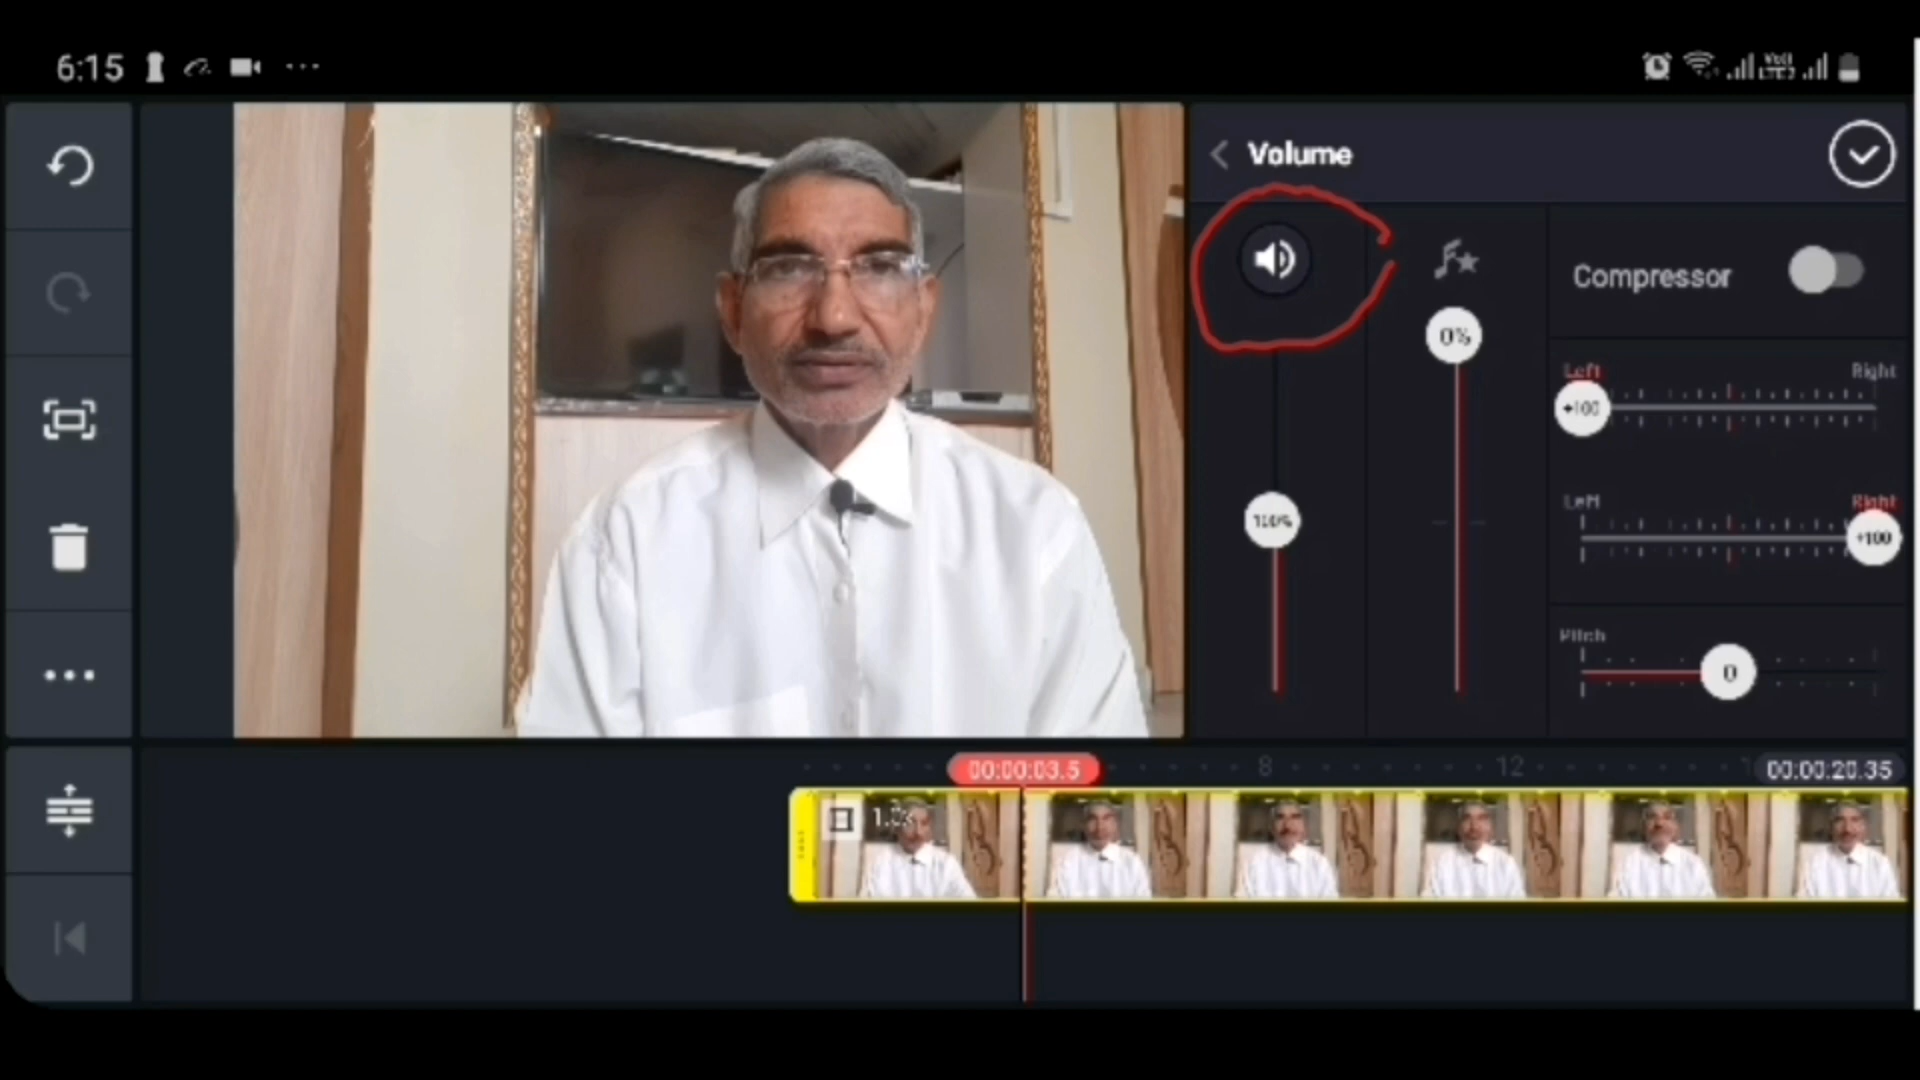 6:15
Volume
Compressor
0%
Left Right
+100
100%
Left Right
+100
Pitch
0
00:00:03.5 8 12 00:00:20.35